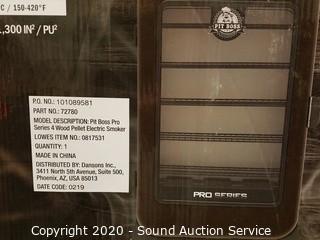 C / 150-420°F
1,300 IN² / PU²
PIT BOSS
P.O. NO.: 101089581
PART NO.: 72780
MODEL DESCRIPTION: Pit Boss Pro
Series 4 Wood Pellet Electric Smoker
LOWES ITEM NO.: 0817531
QUANTITY: 1
MADE IN CHINA
DISTRIBUTED BY: Dansons Inc.,
3411 North 5th Avenue, Suite 500,
Phoenix, AZ, USA 85013
DATE CODE: 0219
PRO SERIES
Copyright 2020 - Sound Auction Service